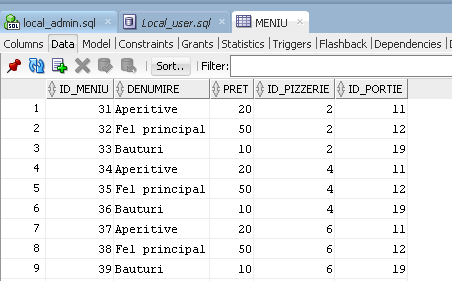 local_admin.sql Local_user.sql MENIU
Columns Data Model Constraints Grants Statistics Triggers Flashback Dependencies
Sort.. Filter:
ID_MENIU DENUMIRE PRET ID_PIZZERIE ID_PORTIE
1 31 Aperitive 20 2 11
2 32 Fel principal 50 2 12
3 33 Bauturi 10 2 19
4 34 Aperitive 20 4 11
5 35 Fel principal 50 4 12
6 36 Bauturi 10 4 19
7 37 Aperitive 20 6 11
8 38 Fel principal 50 6 12
9 39 Bauturi 10 6 19